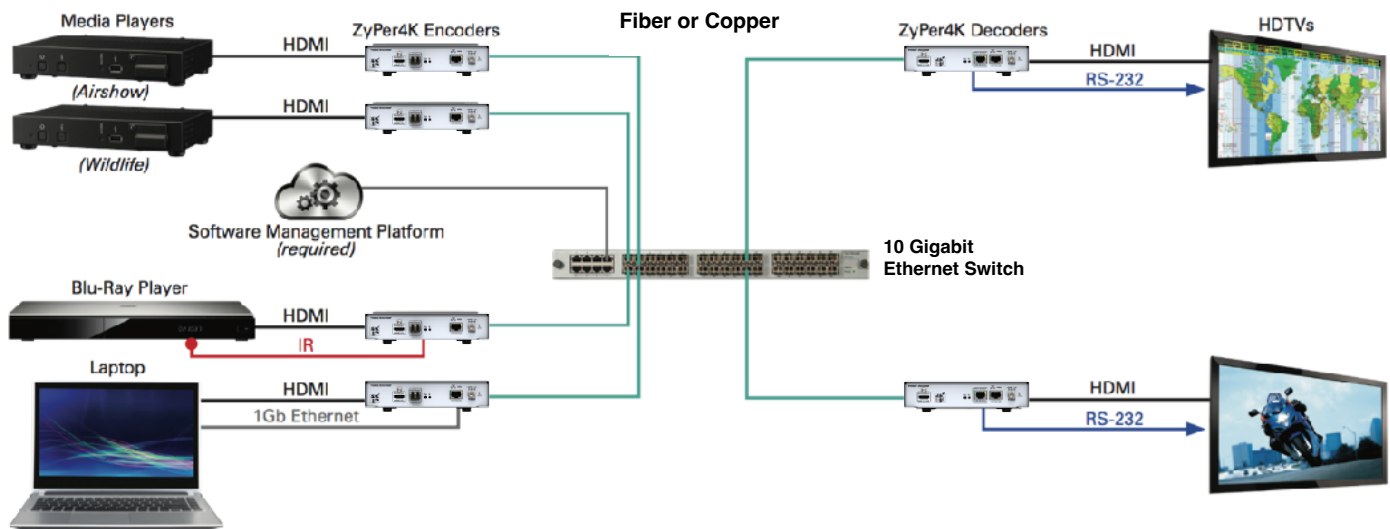 Media Players
HDMI
ZyPer4K Encoders
Fiber or Copper
ZyPer4K Decoders
HDMI
HDTVs
RS-232
(Airshow)
HDMI
(Wildlife)
Software Management Platform
(required)
10 Gigabit
Ethernet Switch
Blu-Ray Player
HDMI
IR
Laptop
HDMI
1Gb Ethernet
HDMI
RS-232